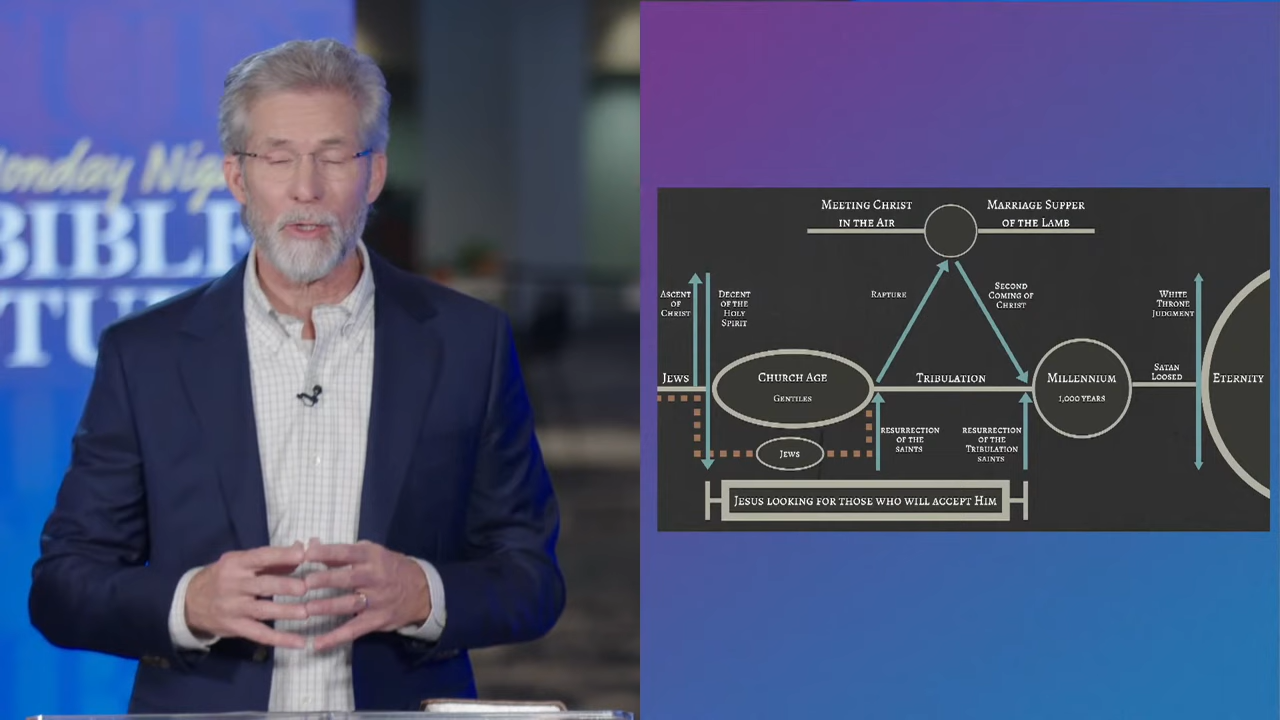 onday Nig
BIBLE
TU
MEETING CHRIST
IN THE AIR
MARRIAGE SUPPER
OF THE LAMB
ASCENT
OF
CHRIST
DECENT
OF THE
HOLY
SPIRIT
RAPTURE
SECOND
COMING OF
CHRIST
WHITE
THRONE
JUDGMENT
JEWS
CHURCH AGE
GENTILES
TRIBULATION
MILLENNIUM
1,000 YEARS
SATAN
LOOSED
ETERNITY
JEWS
RESURRECTION
OF THE
SAINTS
RESURRECTION
OF THE
TRIBULATION
SAINTS
JESUS LOOKING FOR THOSE WHO WILL ACCEPT HIM